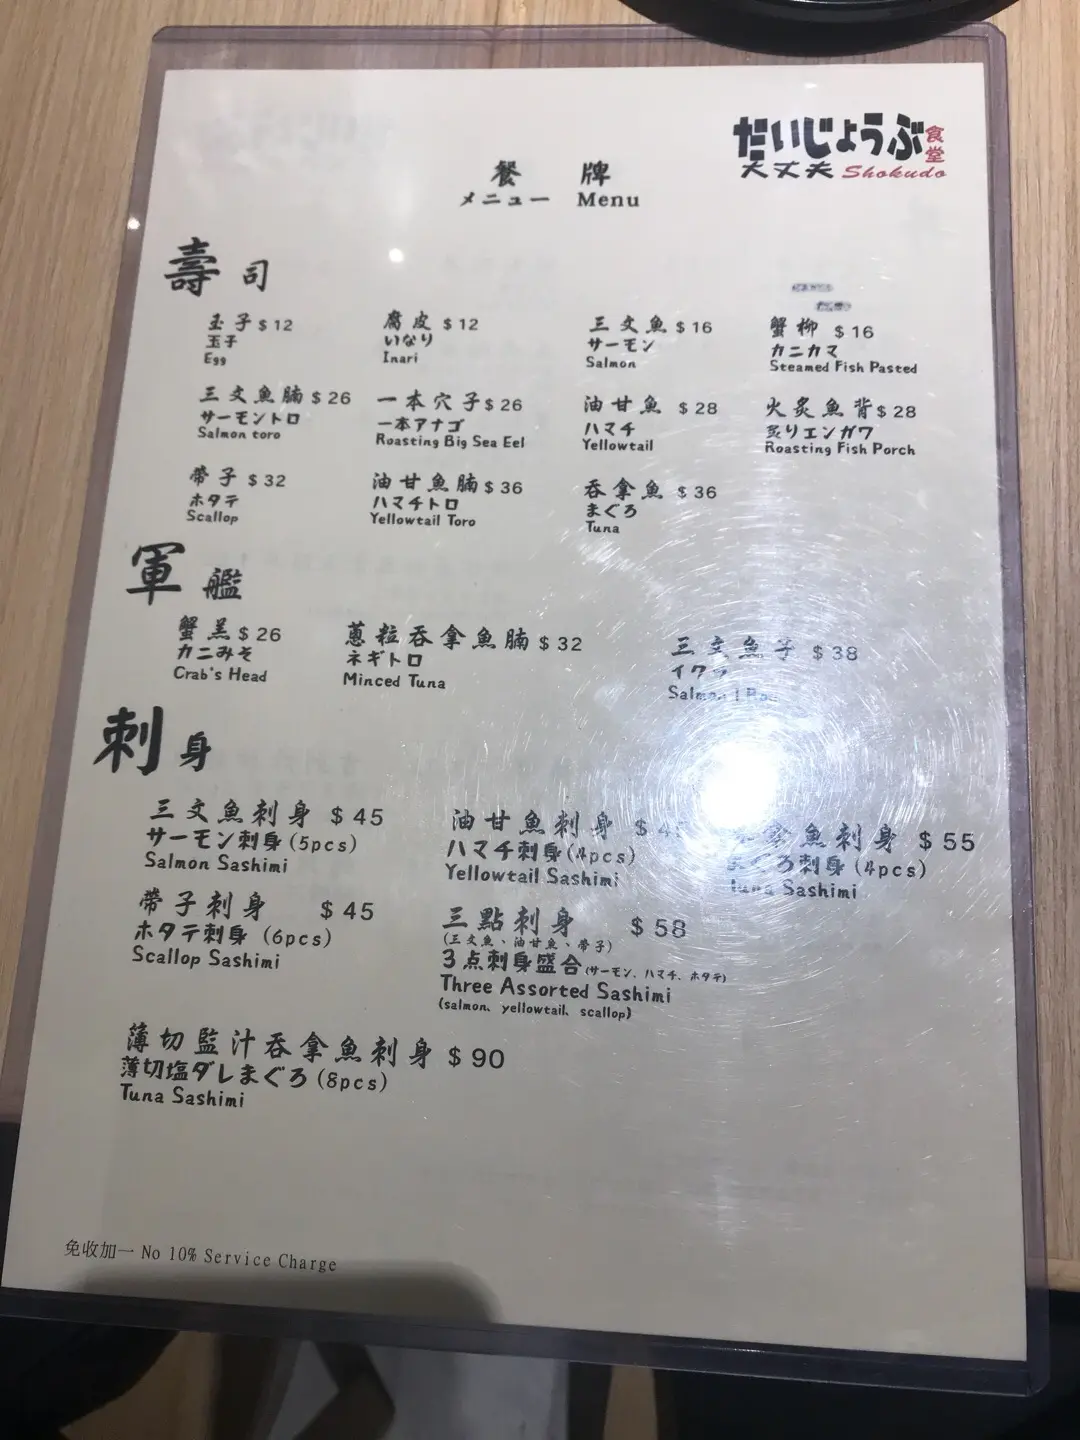 だいじょうぶ食堂
大丈夫 Shokudo
餐 牌
メニュー Menu
壽司
玉子 $12
玉子
Egg
腐皮 $12
いなり
Inari
三文魚 $16
サーモン
Salmon
蟹柳 $16
カニカマ
Steamed Fish Pasted
三文魚腩 $26
サーモントロ
Salmon toro
一本穴子 $26
一本アナゴ
Roasting Big Sea Eel
油甘魚 $28
ハマチ
Yellowtail
火炙魚背 $28
炙りエンガワ
Roasting Fish Porch
帶子 $32
ホタテ
Scallop
油甘魚腩 $36
ハマチトロ
Yellowtail Toro
吞拿魚 $36
まぐろ
Tuna
軍艦
蟹羔 $26
カニみそ
Crab's Head
蔥粒吞拿魚腩 $32
ネギトロ
Minced Tuna
三文魚子 $38
イクラ
Salmon
刺身
三文魚刺身 $45
サーモン刺身 (5pcs)
Salmon Sashimi
油甘魚刺身
ハマチ刺身 (4pcs)
Yellowtail Sashimi
拿魚刺身 $55
まぐろ刺身 (4pcs)
Tuna Sashimi
帶子刺身 $45
ホタテ刺身 (6pcs)
Scallop Sashimi
三點刺身 $58
(三文魚、油甘魚、帶子)
3点刺身盛合 (サーモン、ハマチ、ホタテ)
Three Assorted Sashimi
(salmon、yellowtail、scallop)
薄切監汁吞拿魚刺身 $90
薄切塩ダレまぐろ (8pcs)
Tuna Sashimi
免收加一 No 10% Service Charge